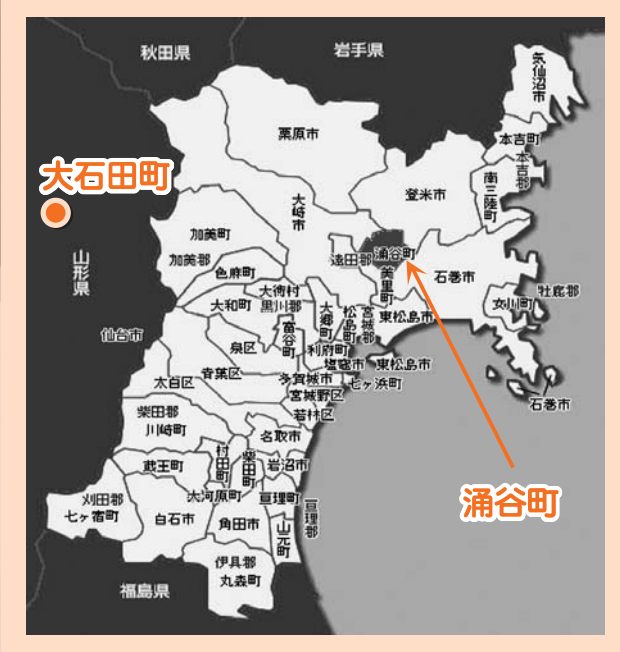 秋田県
岩手県
気仙沼市
栗原市
本吉町
本吉郡
南三陸町
大石田町
登米市
大崎市
加美町
加美郡
色麻町
山形県
遠田郡
涌谷町
美里町
石巻市
牡鹿郡
女川町
大衡村
黒川郡
大和町
大郷町
松島町
宮城郡
東松島市
富谷町
仙台市
泉区
利府町
塩竈市
東松島市
青葉区
多賀城市
七ヶ浜町
太白区
宮城野区
石巻市
若林区
柴田郡
川崎町
名取市
村田町
柴田町
岩沼市
蔵王町
大河原町
亘理町
亘理郡
刈田郡
七ヶ宿町
白石市
角田市
山元町
涌谷町
伊具郡
丸森町
福島県